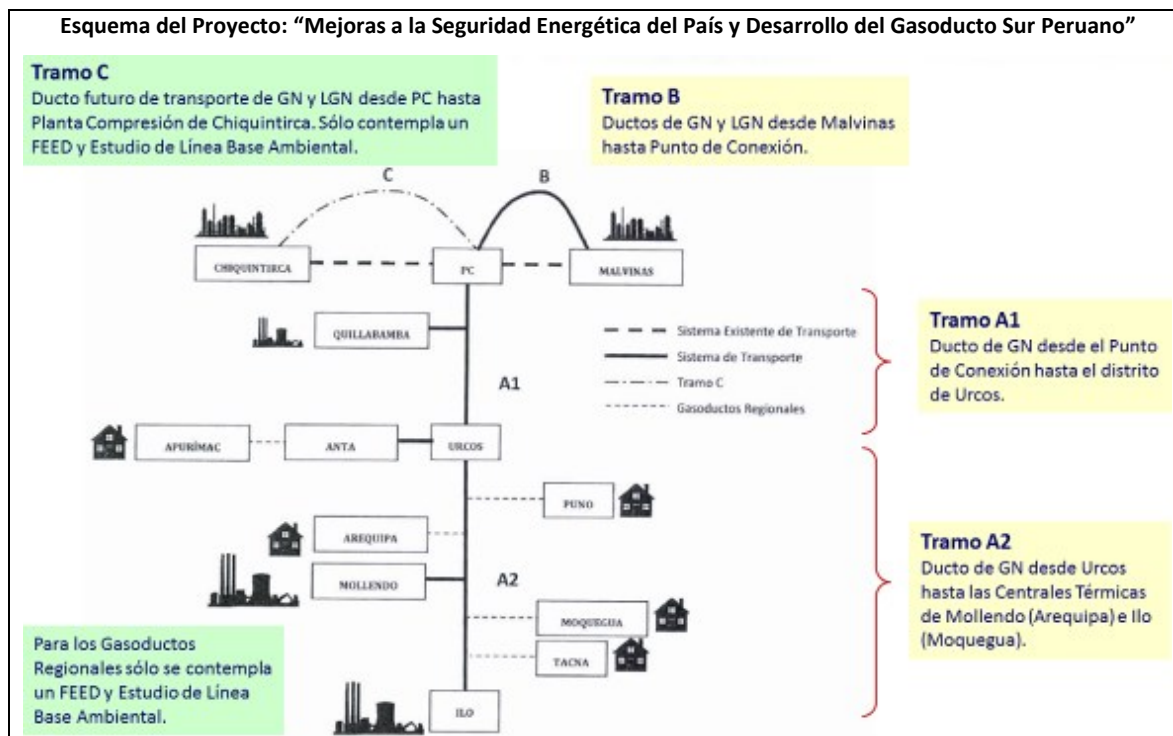 Esquema del Proyecto: “Mejoras a la Seguridad Energética del País y Desarrollo del Gasoducto Sur Peruano”
Tramo C
Ducto futuro de transporte de GN y LGN desde PC hasta
Planta Compresión de Chiquintirca. Sólo contempla un
FEED y Estudio de Línea Base Ambiental.
Tramo B
Ductos de GN y LGN desde Malvinas
hasta Punto de Conexión.
C
B
CHIQUINTIRCA
PC
MALVINAS
QUILLABAMBA
Sistema Existente de Transporte
Sistema de Transporte
Tramo C
Gasoductos Regionales
A1
Tramo A1
Ducto de GN desde el Punto
de Conexión hasta el distrito
de Urcos.
APURÍMAC
ANTA
URCOS
PUNO
AREQUIPA
MOLLENDO
A2
MOQUEGUA
TACNA
ILO
Tramo A2
Ducto de GN desde Urcos
hasta las Centrales Térmicas
de Mollendo (Arequipa) e Ilo
(Moquegua).
Para los Gasoductos
Regionales sólo se contempla
un FEED y Estudio de Línea
Base Ambiental.